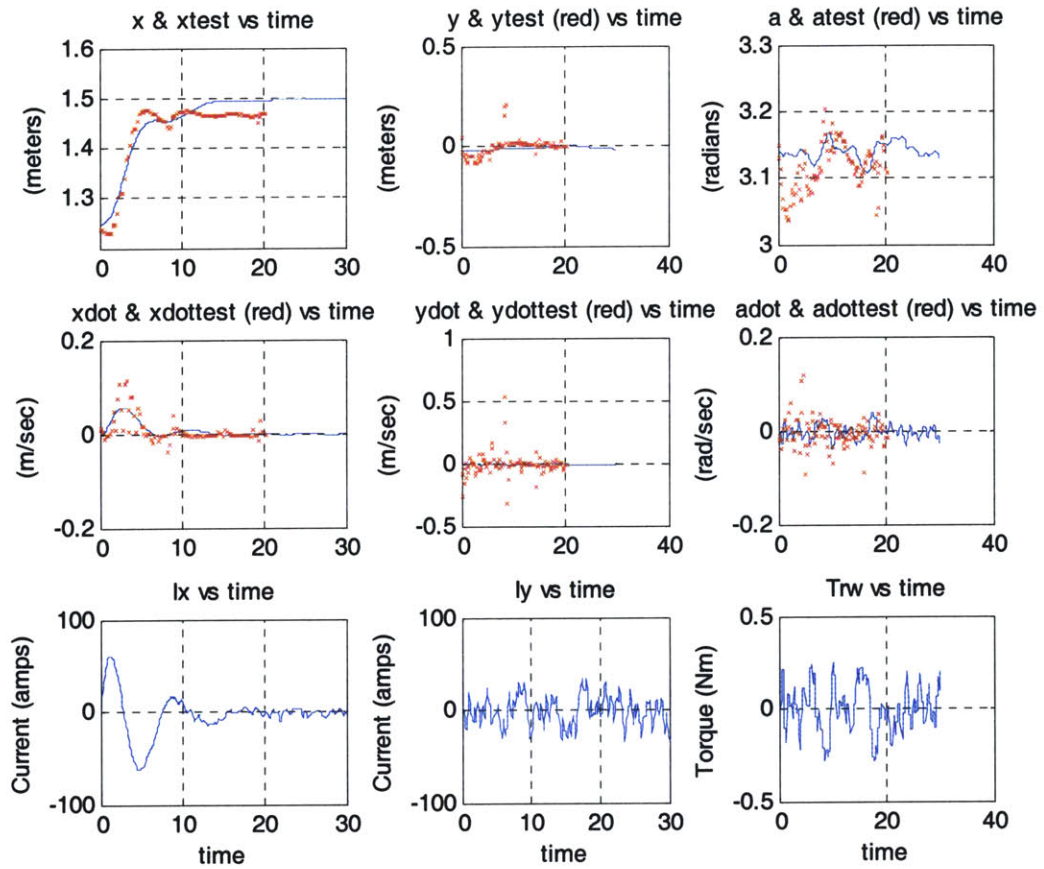 x & xtest vs time
y & ytest (red) vs time
a & atest (red) vs time
1.6
1.5
1.4
1.3
(meters)
0 10 20 30
0.5
0
-0.5
(meters)
0 20 40
3.3
3.2
3.1
3
(radians)
0 20 40
xdot & xdottest (red) vs time
ydot & ydottest (red) vs time
adot & adottest (red) vs time
0.2
0
-0.2
(m/sec)
0 10 20 30
1
0.5
0
-0.5
(m/sec)
0 20 40
0.2
0
-0.2
(rad/sec)
0 20 40
Ix vs time
Iy vs time
Trw vs time
100
0
-100
Current (amps)
0 10 20 30
time
100
0
-100
Current (amps)
0 10 20 30
time
0.5
0
-0.5
Torque (Nm)
0 20 40
time